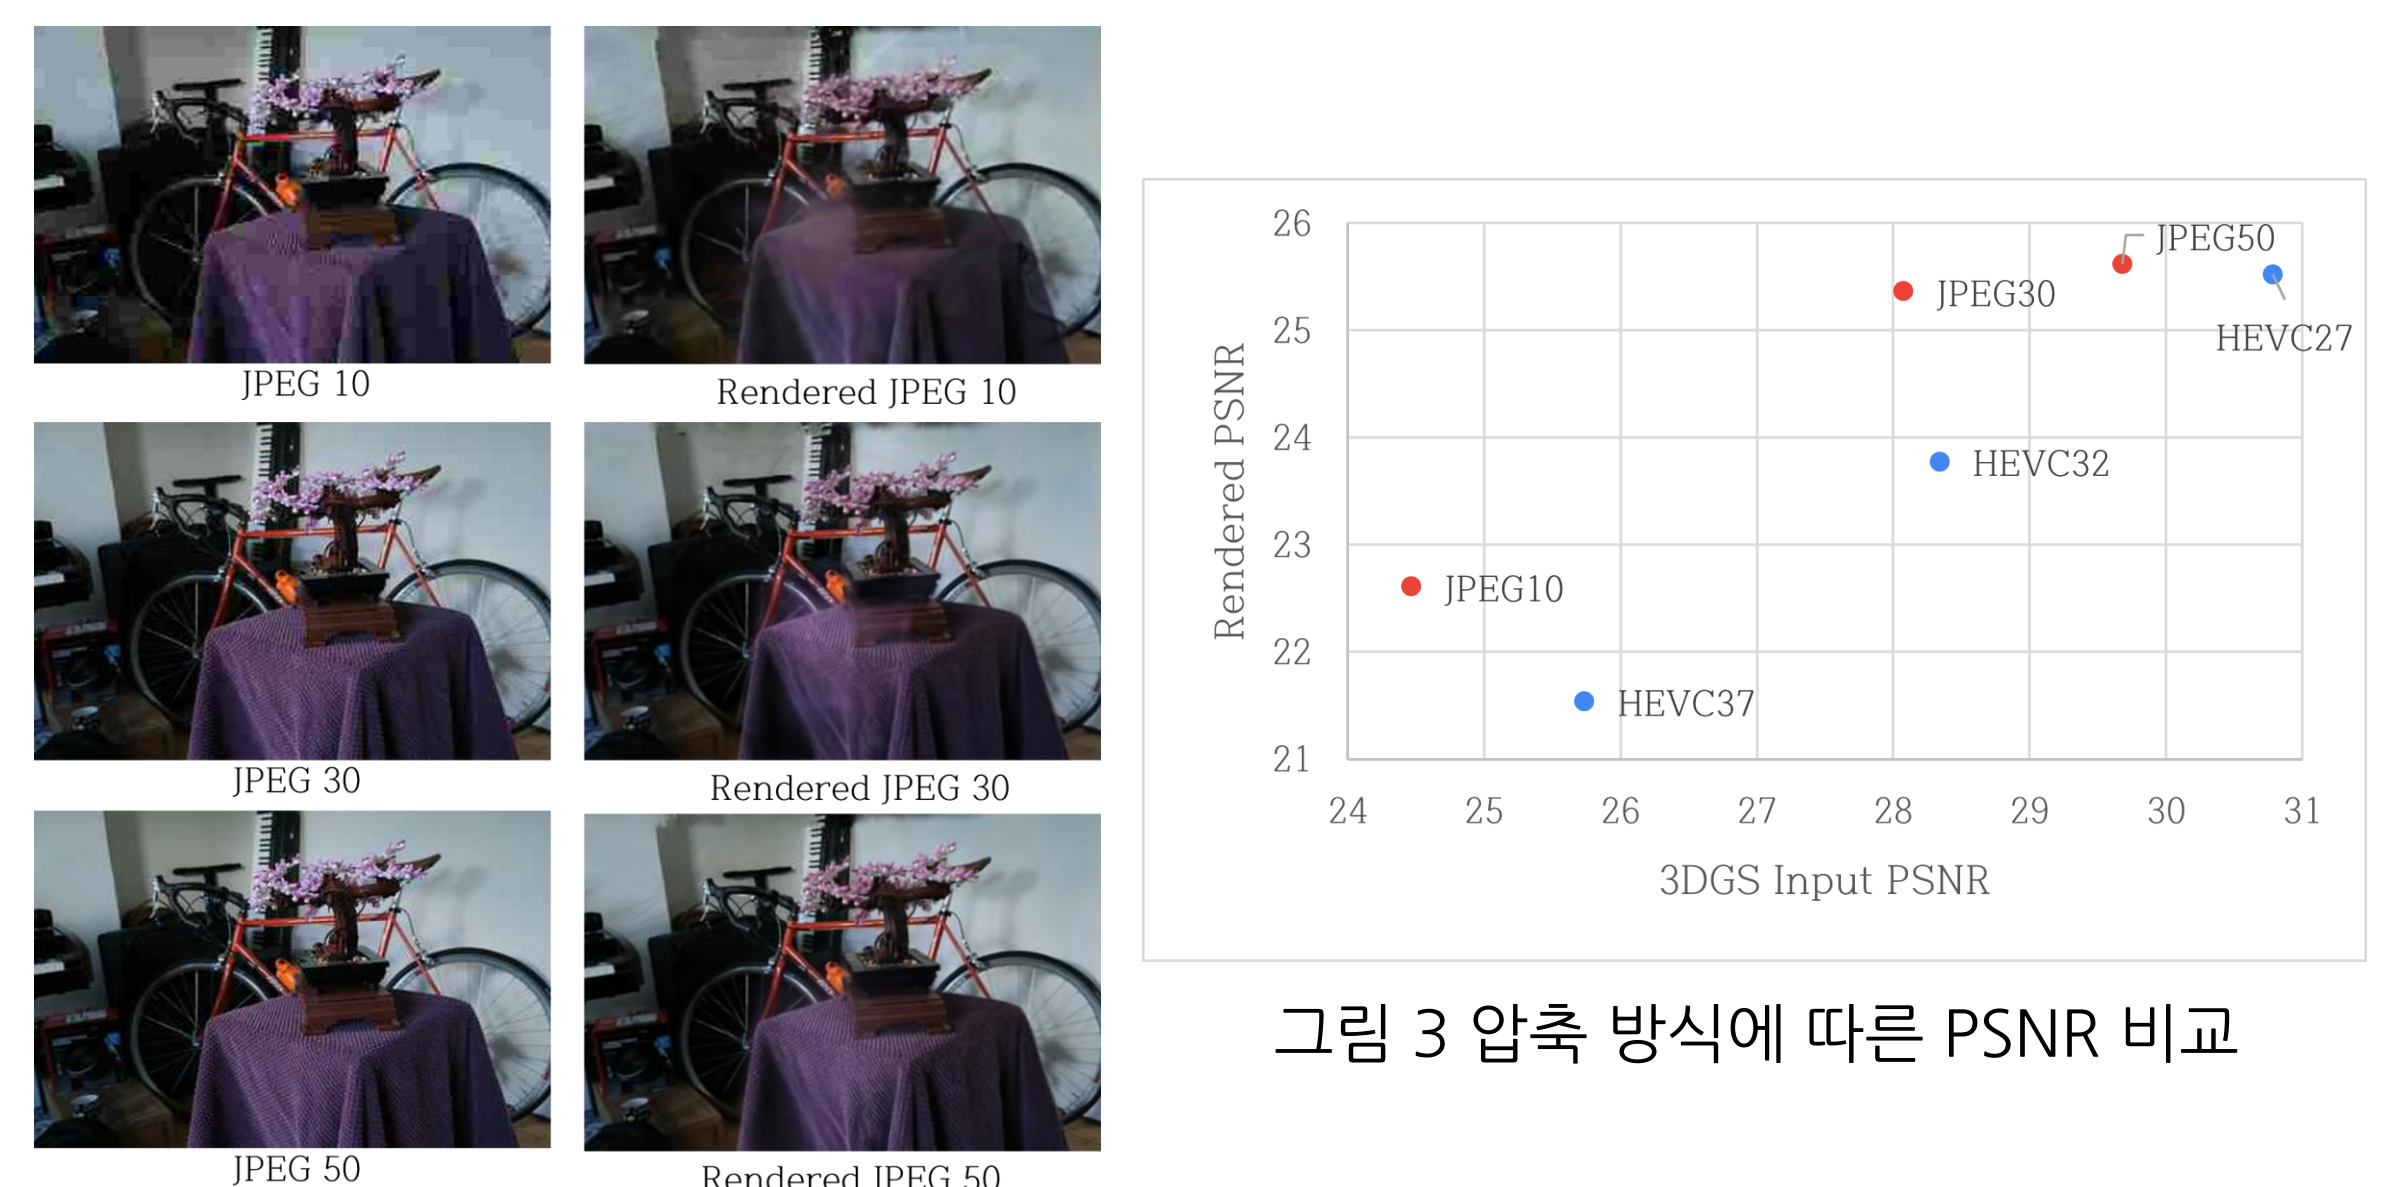 JPEG 10
Rendered JPEG 10
JPEG 30
Rendered JPEG 30
JPEG 50
Rendered JPEG 50
26
25
24
23
22
21
Rendered PSNR
JPEG50
JPEG30
HEVC27
HEVC32
JPEG10
HEVC37
24 25 26 27 28 29 30 31
3DGS Input PSNR
그림 3 압축 방식에 따른 PSNR 비교